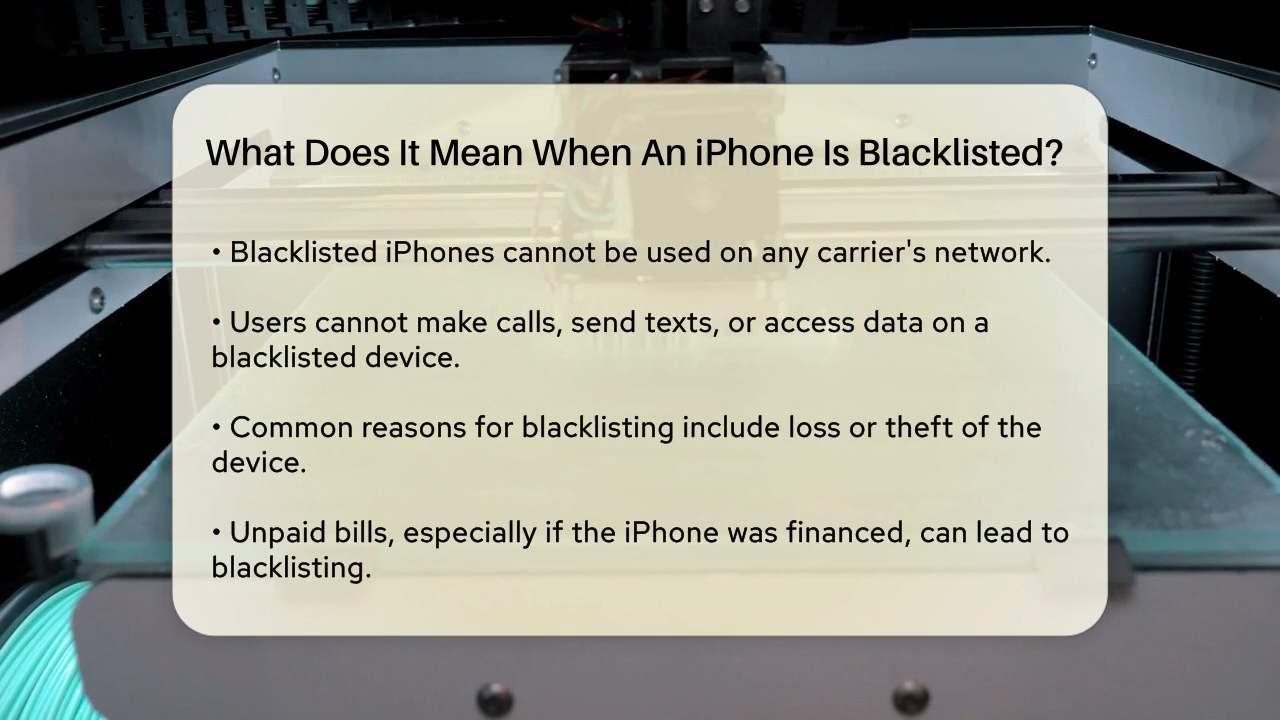 What Does It Mean When An iPhone Is Blacklisted?
• Blacklisted iPhones cannot be used on any carrier's network.
• Users cannot make calls, send texts, or access data on a
blacklisted device.
• Common reasons for blacklisting include loss or theft of the
device.
• Unpaid bills, especially if the iPhone was financed, can lead to
blacklisting.